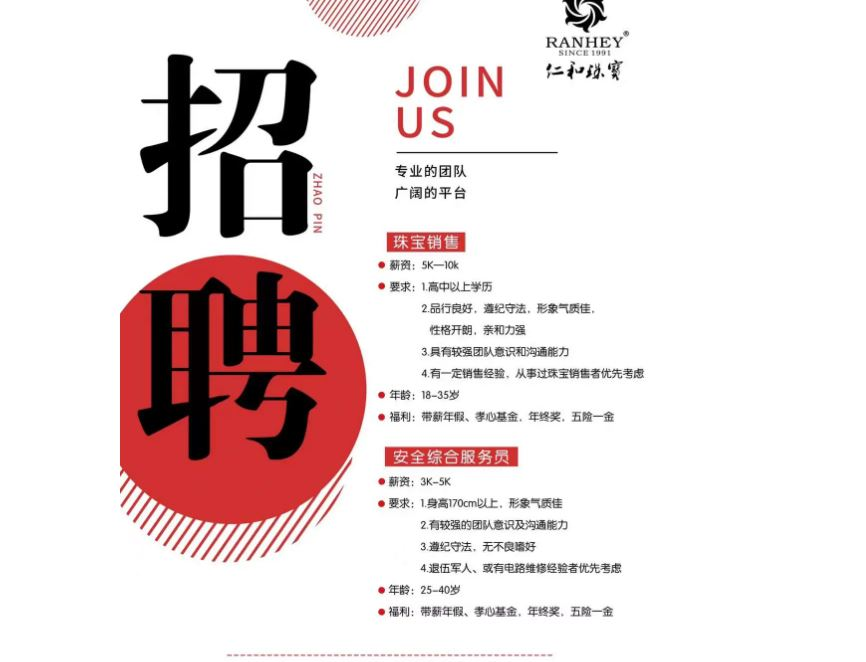 RANHEY®
SINCE 1991
仁和珠寶
招聘
ZHAO PIN
JOIN
US
专业的团队
广阔的平台
珠宝销售
薪资：5K—10k
要求：1.高中以上学历
2.品行良好，遵纪守法，形象气质佳，
性格开朗，亲和力强
3.具有较强团队意识和沟通能力
4.有一定销售经验，从事过珠宝销售者优先考虑
年龄：18-35岁
福利：带薪年假、孝心基金，年终奖，五险一金
安全综合服务员
薪资：3K-5K
要求：1.身高170cm以上，形象气质佳
2.有较强的团队意识及沟通能力
3.遵纪守法，无不良嗜好
4.退伍军人、或有电路维修经验者优先考虑
年龄：25-40岁
福利：带薪年假、孝心基金，年终奖，五险一金